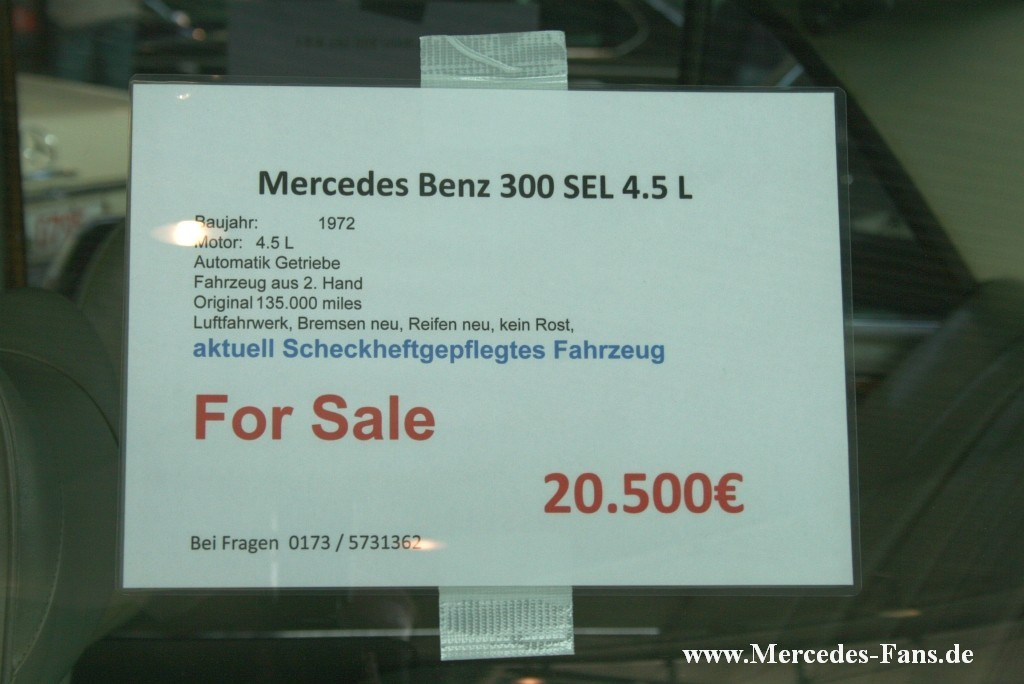 Mercedes Benz 300 SEL 4.5 L
Baujahr: 1972
Motor: 4.5 L
Automatik Getriebe
Fahrzeug aus 2. Hand
Original 135.000 miles
Luftfahrwerk, Bremsen neu, Reifen neu, kein Rost,
aktuell Scheckheftgepflegtes Fahrzeug
For Sale
20.500€
Bei Fragen 0173 / 5731362
www.Mercedes-Fans.de